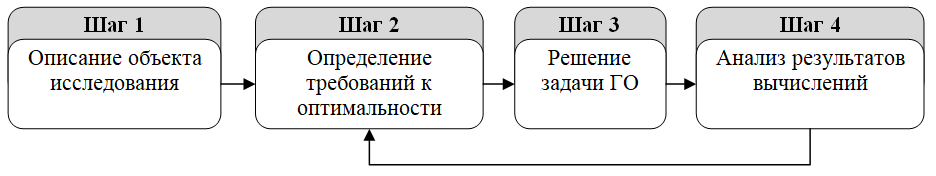 Шаг 1
Описание объекта
исследования
Шаг 2
Определение
требований к
оптимальности
Шаг 3
Решение
задачи ГО
Шаг 4
Анализ результатов
вычислений